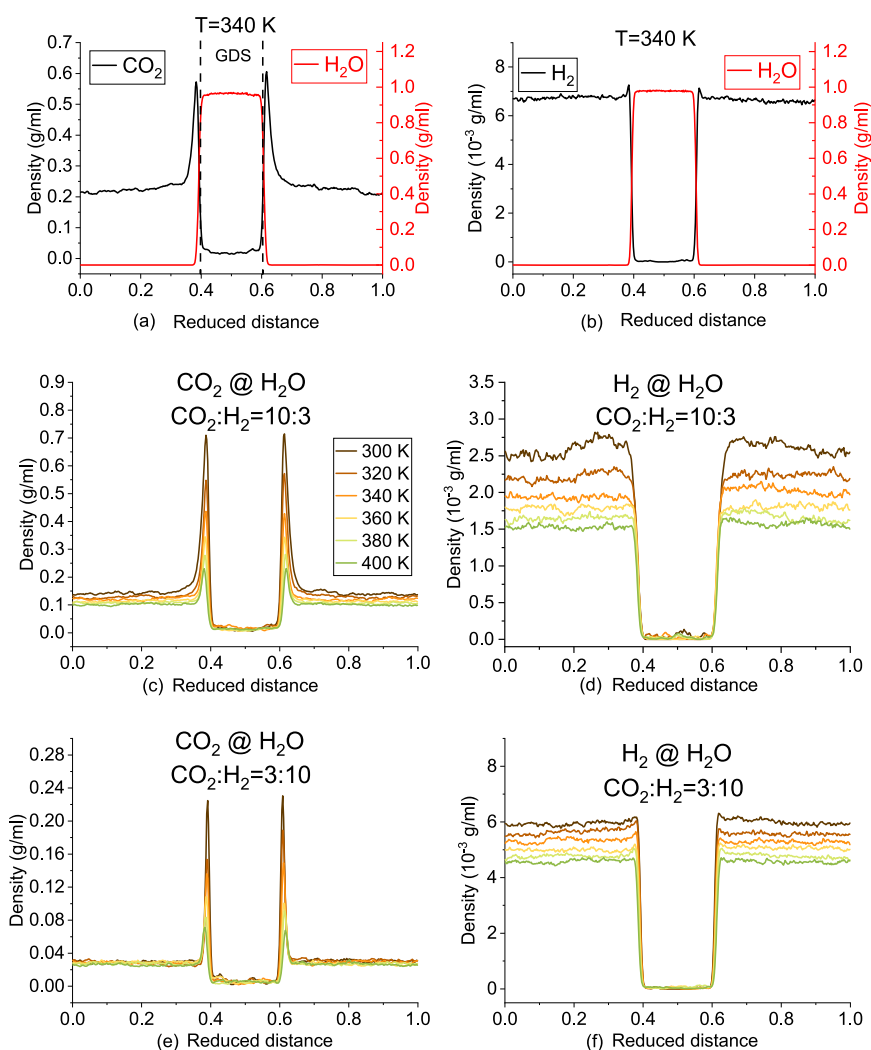 T=340 K
GDS
CO₂
H₂O
Density (g/ml)
0.7
0.6
0.5
0.4
0.3
0.2
0.1
0.0
1.2
1.0
0.8
0.6
0.4
0.2
0.0
Density (g/ml)
0.0 0.2 0.4 0.6 0.8 1.0
(a) Reduced distance
T=340 K
H₂
H₂O
Density (10⁻³ g/ml)
8
6
4
2
0
1.2
1.0
0.8
0.6
0.4
0.2
0.0
Density (g/ml)
0.0 0.2 0.4 0.6 0.8 1.0
(b) Reduced distance
CO₂ @ H₂O
CO₂:H₂=10:3
300 K
320 K
340 K
360 K
380 K
400 K
Density (g/ml)
0.9
0.8
0.7
0.6
0.5
0.4
0.3
0.2
0.1
0.0
0.0 0.2 0.4 0.6 0.8 1.0
(c) Reduced distance
H₂ @ H₂O
CO₂:H₂=10:3
Density (10⁻³ g/ml)
3.5
3.0
2.5
2.0
1.5
1.0
0.5
0.0
0.0 0.2 0.4 0.6 0.8 1.0
(d) Reduced distance
CO₂ @ H₂O
CO₂:H₂=3:10
Density (g/ml)
0.28
0.24
0.20
0.16
0.12
0.08
0.04
0.00
0.0 0.2 0.4 0.6 0.8 1.0
(e) Reduced distance
H₂ @ H₂O
CO₂:H₂=3:10
Density (10⁻³ g/ml)
8
6
4
2
0
0.0 0.2 0.4 0.6 0.8 1.0
(f) Reduced distance